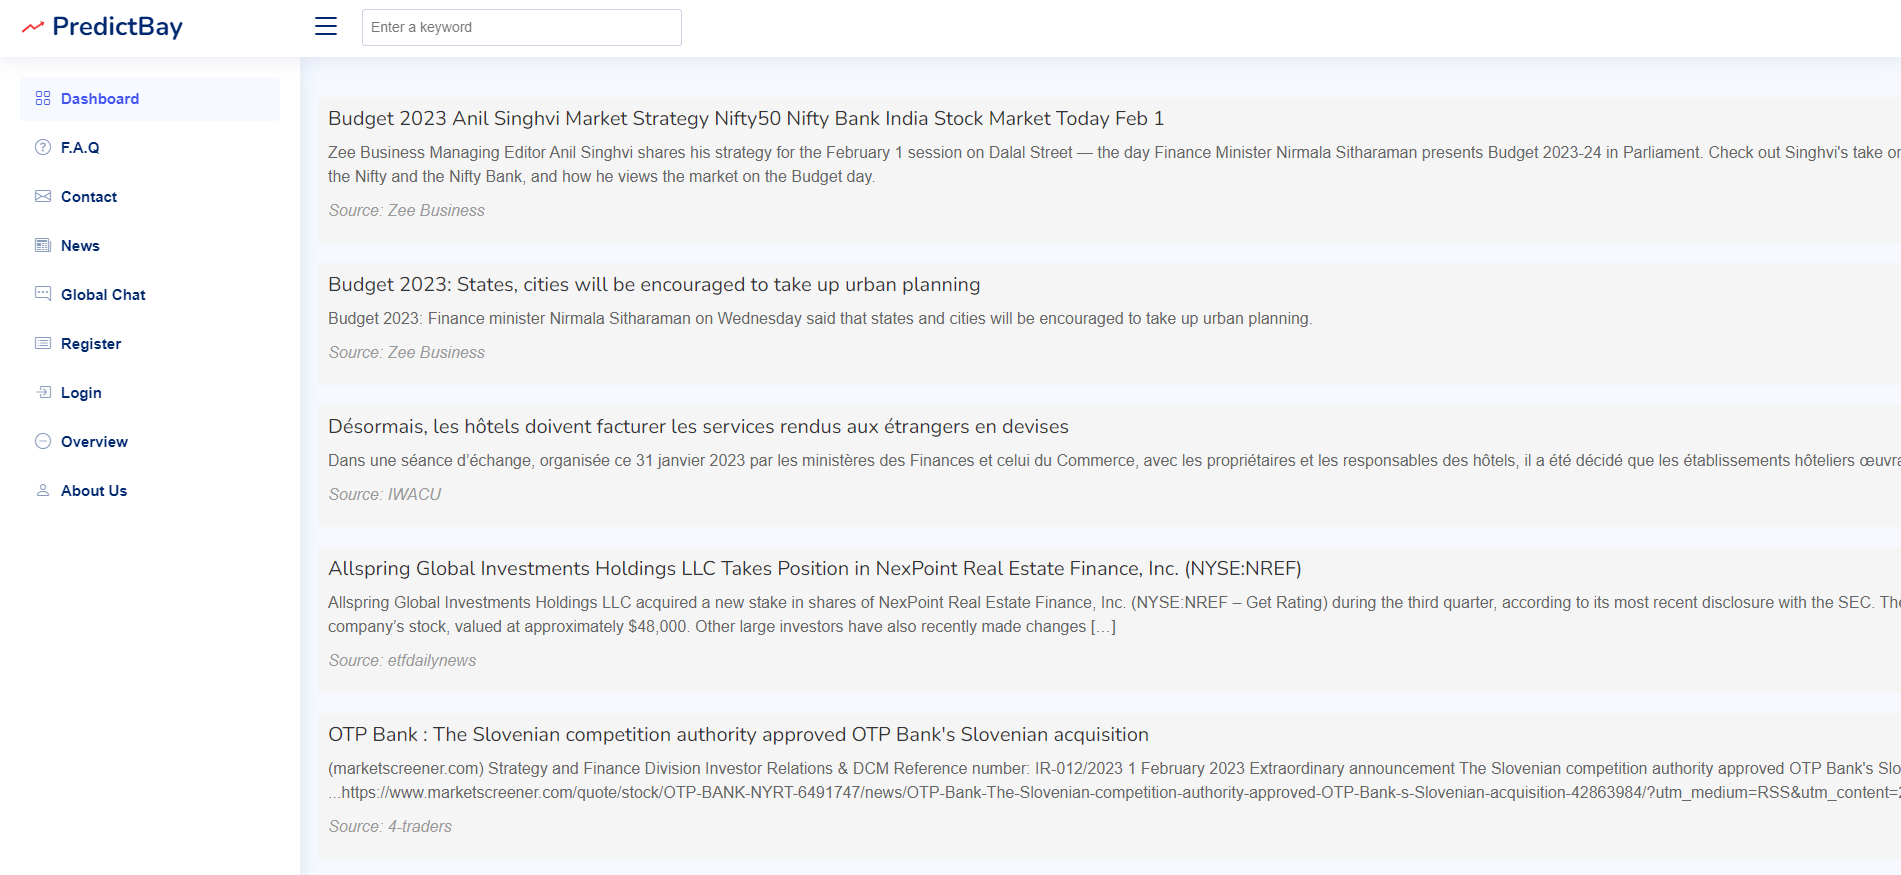 PredictBay
Enter a keyword
Dashboard
F.A.Q
Contact
News
Global Chat
Register
Login
Overview
About Us
Budget 2023 Anil Singhvi Market Strategy Nifty50 Nifty Bank India Stock Market Today Feb 1
Zee Business Managing Editor Anil Singhvi shares his strategy for the February 1 session on Dalal Street — the day Finance Minister Nirmala Sitharaman presents Budget 2023-24 in Parliament. Check out Singhvi's take
the Nifty and the Nifty Bank, and how he views the market on the Budget day.
Source: Zee Business
Budget 2023: States, cities will be encouraged to take up urban planning
Budget 2023: Finance minister Nirmala Sitharaman on Wednesday said that states and cities will be encouraged to take up urban planning.
Source: Zee Business
Désormais, les hôtels doivent facturer les services rendus aux étrangers en devises
Dans une séance d’échange, organisée ce 31 janvier 2023 par les ministères des Finances et celui du Commerce, avec les propriétaires et les responsables des hôtels, il a été décidé que les établissements hôteliers
Source: IWACU
Allspring Global Investments Holdings LLC Takes Position in NexPoint Real Estate Finance, Inc. (NYSE:NREF)
Allspring Global Investments Holdings LLC acquired a new stake in shares of NexPoint Real Estate Finance, Inc. (NYSE:NREF – Get Rating) during the third quarter, according to its most recent disclosure with the SEC.
company’s stock, valued at approximately $48,000. Other large investors have also recently made changes […]
Source: etfdailynews
OTP Bank : The Slovenian competition authority approved OTP Bank's Slovenian acquisition
(marketscreener.com) Strategy and Finance Division Investor Relations & DCM Reference number: IR-012/2023 1 February 2023 Extraordinary announcement The Slovenian competition authority approved OTP Bank's
...https://www.marketscreener.com/quote/stock/OTP-BANK-NYRT-6491747/news/OTP-Bank-The-Slovenian-competition-authority-approved-OTP-Bank-s-Slovenian-acquisition-42863984/?utm_medium=RSS&utm_content=
Source: 4-traders